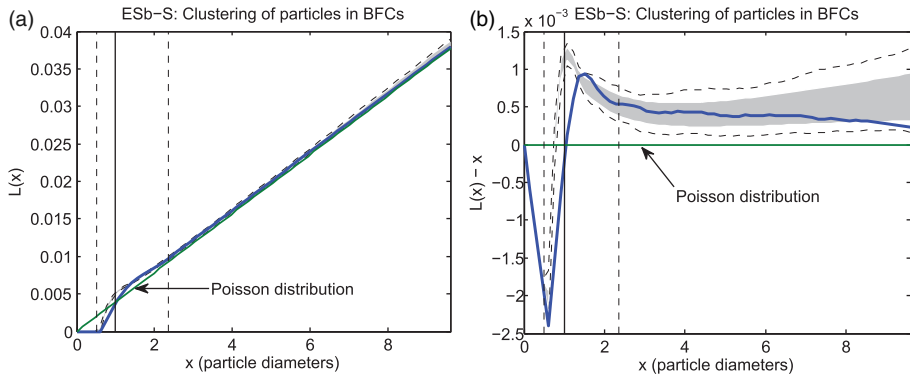 (a)
ESb−S: Clustering of particles in BFCs
0.04
0.035
0.03
0.025
0.02
0.015
0.01
0.005
0
L(x)
Poisson distribution
0 2 4 6 8
x (particle diameters)
(b)
x 10⁻³
ESb−S: Clustering of particles in BFCs
1.5
1
0.5
0
−0.5
−1
−1.5
−2
−2.5
L(x) − x
Poisson distribution
0 2 4 6 8
x (particle diameters)